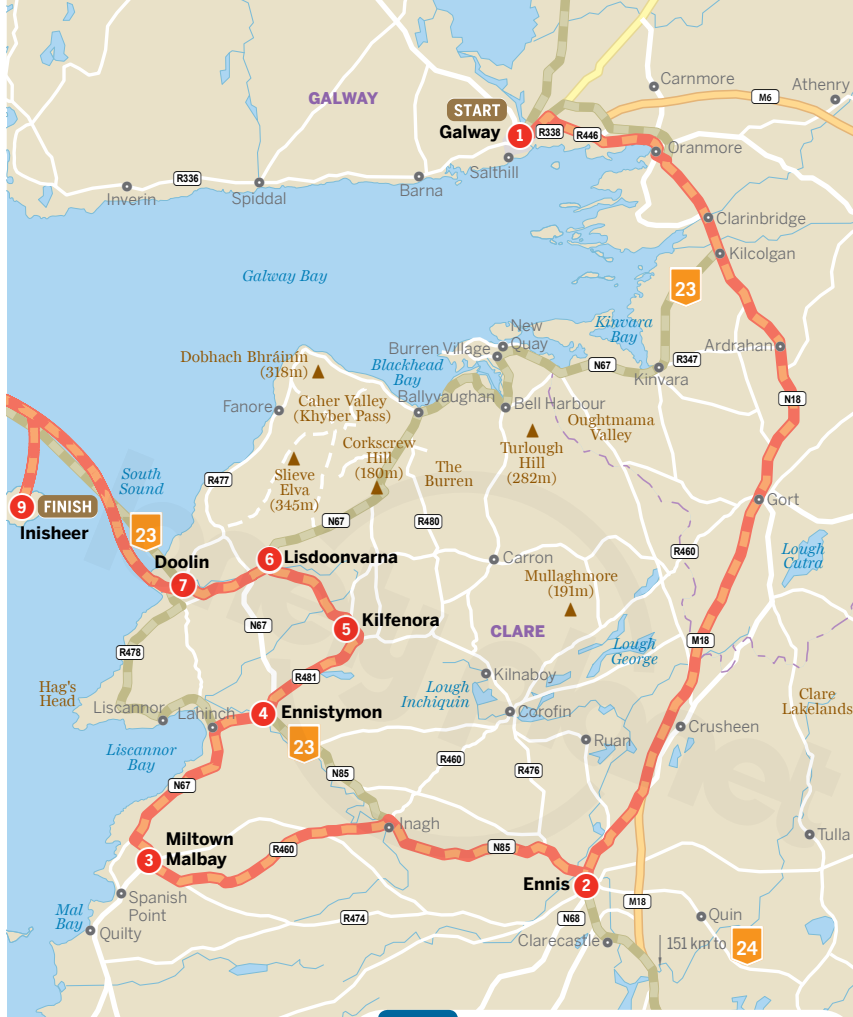 Carnmore
Athenry
GALWAY
M6
START
Galway
1
R338
R446
Oranmore
Salthill
R336
Barna
Inverin
Spiddal
Clarinbridge
Kilcolgan
Galway Bay
23
New
Quay
Kinvara
Bay
Burren Village
Dobhach Bhráinín
(318m)
Blackhead
Bay
N67
R347
Ardrahan
Kinvara
Caher Valley
(Khyber Pass)
Ballyvaughan
Bell Harbour
N18
Fanore
Oughtmama
Valley
Corkscrew
Hill
(180m)
Turlough
Hill
(282m)
The
Burren
Slieve
Elva
(345m)
South
Sound
R477
Gort
9
FINISH
Inisheer
23
N67
R480
R460
Lough
Cutra
Doolin
7
6
Lisdoonvarna
Carron
Mullaghmore
(191m)
5
Kilfenora
N67
CLARE
M18
R478
Lough
George
R481
Kilnaboy
Hag's
Head
Lough
Inchiquin
Clare
Lakelands
Liscannor
Lahinch
4
Ennistymon
Corofin
Crusheen
23
Ruan
Liscannor
Bay
R460
R476
N85
N67
Inagh
Tulla
Miltown
Malbay
3
R460
N85
Ennis
2
Spanish
Point
M18
Mal
Bay
R474
N68
Quin
Quilty
Clarecastle
151 km to
24